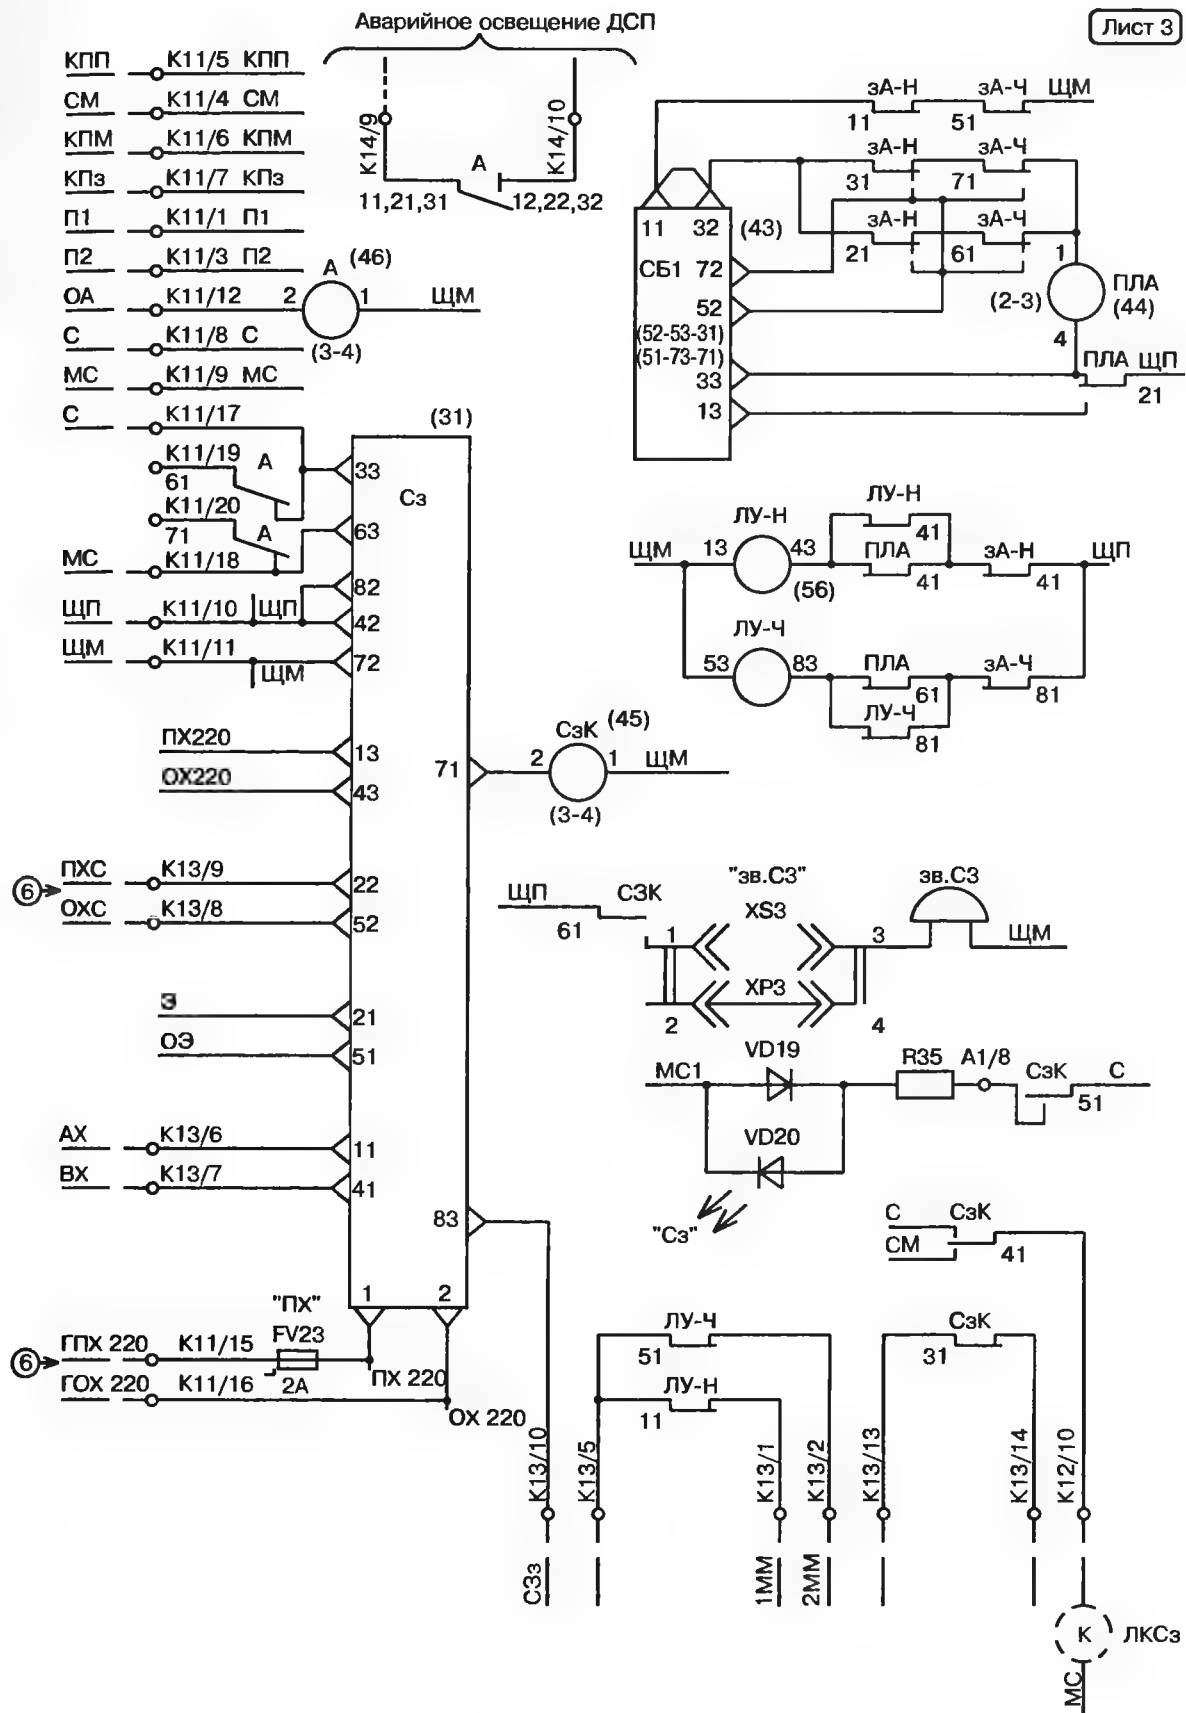 Аварийное освещение ДСП
Лист 3
КПП К11/5 КПП
СМ К11/4 СМ
КПМ К11/6 КПМ
КПз К11/7 КПз
П1 К11/1 П1
П2 К11/3 П2
ОА К11/12 2 А (46) 1 ЩМ
(3-4)
С К11/8 С
МС К11/9 МС
С К11/17
К11/19 А
61
К11/20 А
71
МС К11/18
ЩП К11/10 ЩП
ЩМ К11/11
ЩМ
К14/9
К14/10
А
11,21,31 12,22,32
зА-Н зА-Ч ЩМ
11 51
зА-Н зА-Ч
31 71
зА-Н зА-Ч
21 61
11 32 (43)
СБ1 72
52
(52-53-31)
(51-73-71)
33
13
1
(2-3) ПЛА
(44)
4
ПЛА ЩП
21
(31)
33
Сз
63
82
42
72
ПХ220 13
ОХ220 43
71
2 СзК (45) 1 ЩМ
(3-4)
6 ПХС К13/9 22
ОХС К13/8 52
Э 21
ОЭ 51
АХ К13/6 11
ВХ К13/7 41
83
1 2
"ПХ"
6 ГПХ 220 К11/15 FV23
ПХ 220
ГОХ 220 К11/16 2А
ОХ 220
ЛУ-Н
ЛУ-Н 41
ЩМ 13 43 ПЛА зА-Н ЩП
(56) 41 41
ЛУ-Ч
53 83 ПЛА зА-Ч
61 81
ЛУ-Ч
81
"зв.СЗ" зв.СЗ
ЩП СЗК XS3
61 1 3 ЩМ
ХР3
2 4
VD19 R35 А1/8
МС1 СзК С
51
VD20
"Сз"
С СзК
СМ 41
ЛУ-Ч СзК
51 31
ЛУ-Н
11
К13/10
К13/5
К13/1
К13/2
К13/13
К13/14
К12/10
СЗз
1ММ
2ММ
К ЛКСз
МС